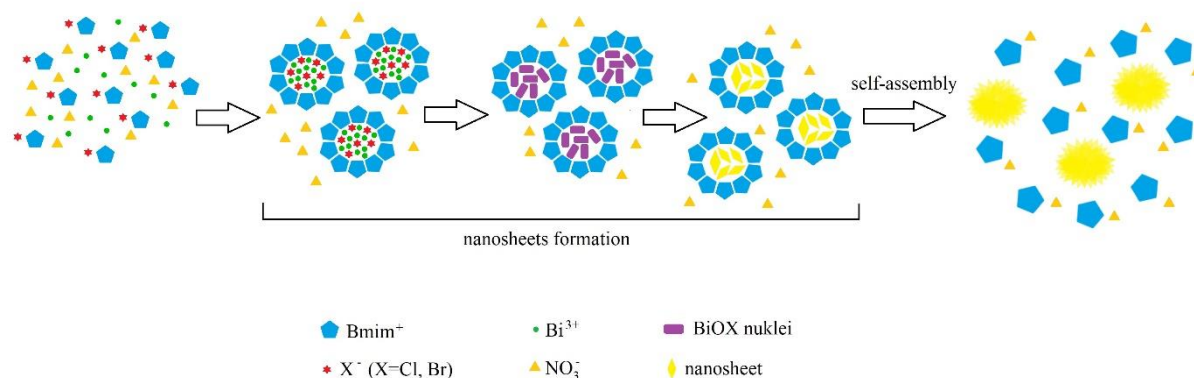 self-assembly
nanosheets formation
Bmim⁺
Bi³⁺
BiOX nuklei
X⁻ (X=Cl, Br)
NO₃⁻
nanosheet